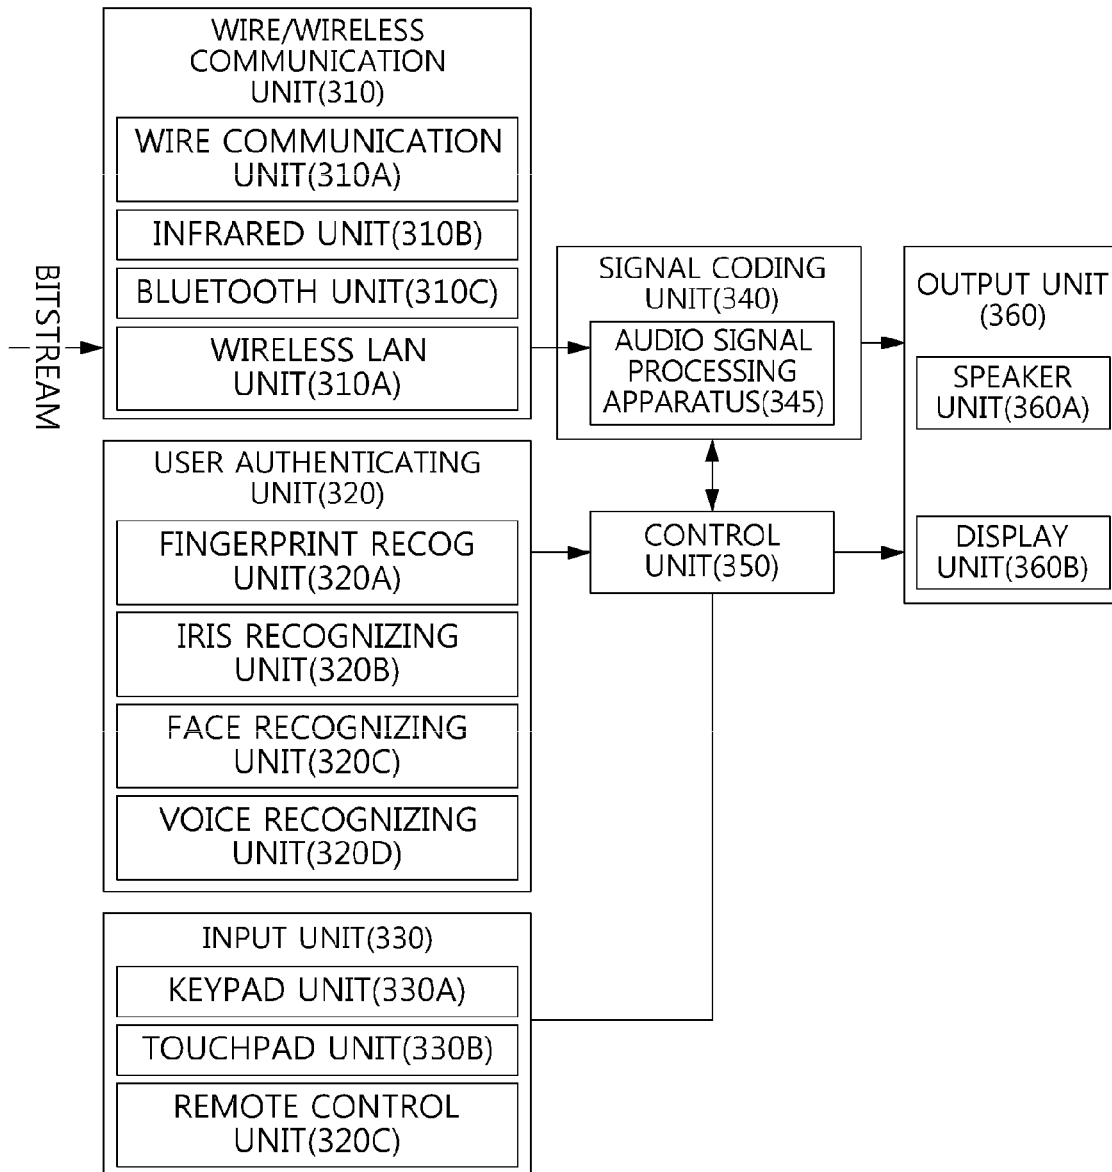 WIRE/WIRELESS
COMMUNICATION
UNIT(310)
WIRE COMMUNICATION
UNIT(310A)
INFRARED UNIT(310B)
BLUETOOTH UNIT(310C)
WIRELESS LAN
UNIT(310A)
BITSTREAM
SIGNAL CODING
UNIT(340)
AUDIO SIGNAL
PROCESSING
APPARATUS(345)
OUTPUT UNIT
(360)
SPEAKER
UNIT(360A)
DISPLAY
UNIT(360B)
USER AUTHENTICATING
UNIT(320)
FINGERPRINT RECOG
UNIT(320A)
IRIS RECOGNIZING
UNIT(320B)
FACE RECOGNIZING
UNIT(320C)
VOICE RECOGNIZING
UNIT(320D)
CONTROL
UNIT(350)
INPUT UNIT(330)
KEYPAD UNIT(330A)
TOUCHPAD UNIT(330B)
REMOTE CONTROL
UNIT(320C)